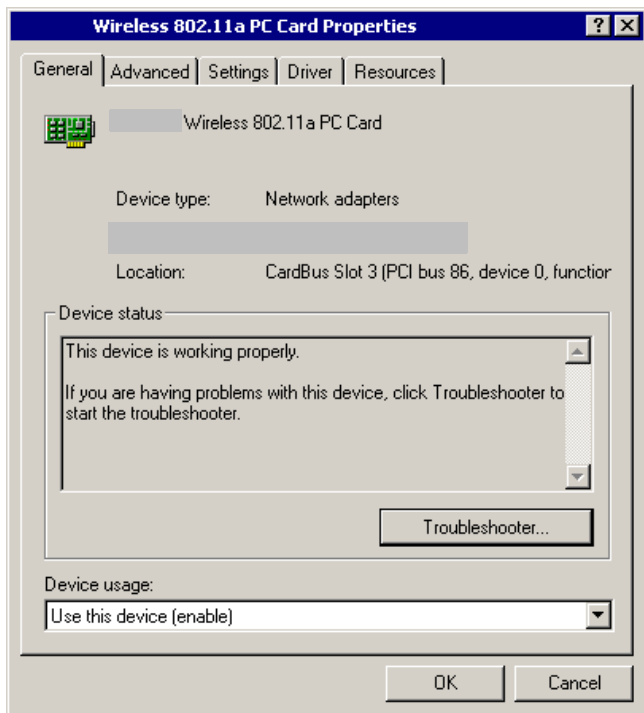 Wireless 802.11a PC Card Properties
General Advanced Settings Driver Resources
Wireless 802.11a PC Card
Device type: Network adapters
Location: CardBus Slot 3 (PCI bus 86, device 0, function
Device status
This device is working properly.
If you are having problems with this device, click Troubleshooter to
start the troubleshooter.
Troubleshooter...
Device usage:
Use this device (enable)
OK Cancel